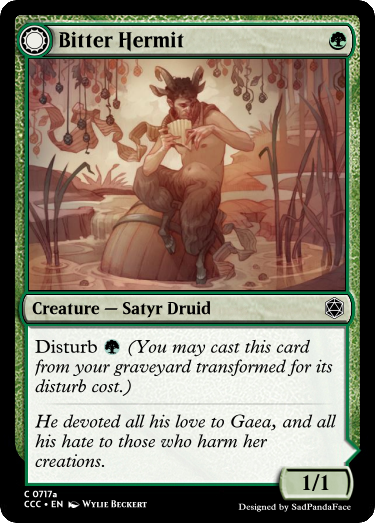 Bitter Hermit
Creature — Satyr Druid
Disturb (You may cast this card
from your graveyard transformed for its
disturb cost.)
He devoted all his love to Gaea, and all
his hate to those who harm her
creations.
1/1
C 0717a
CCC • EN Wylie Beckert
Designed by SadPandaFace